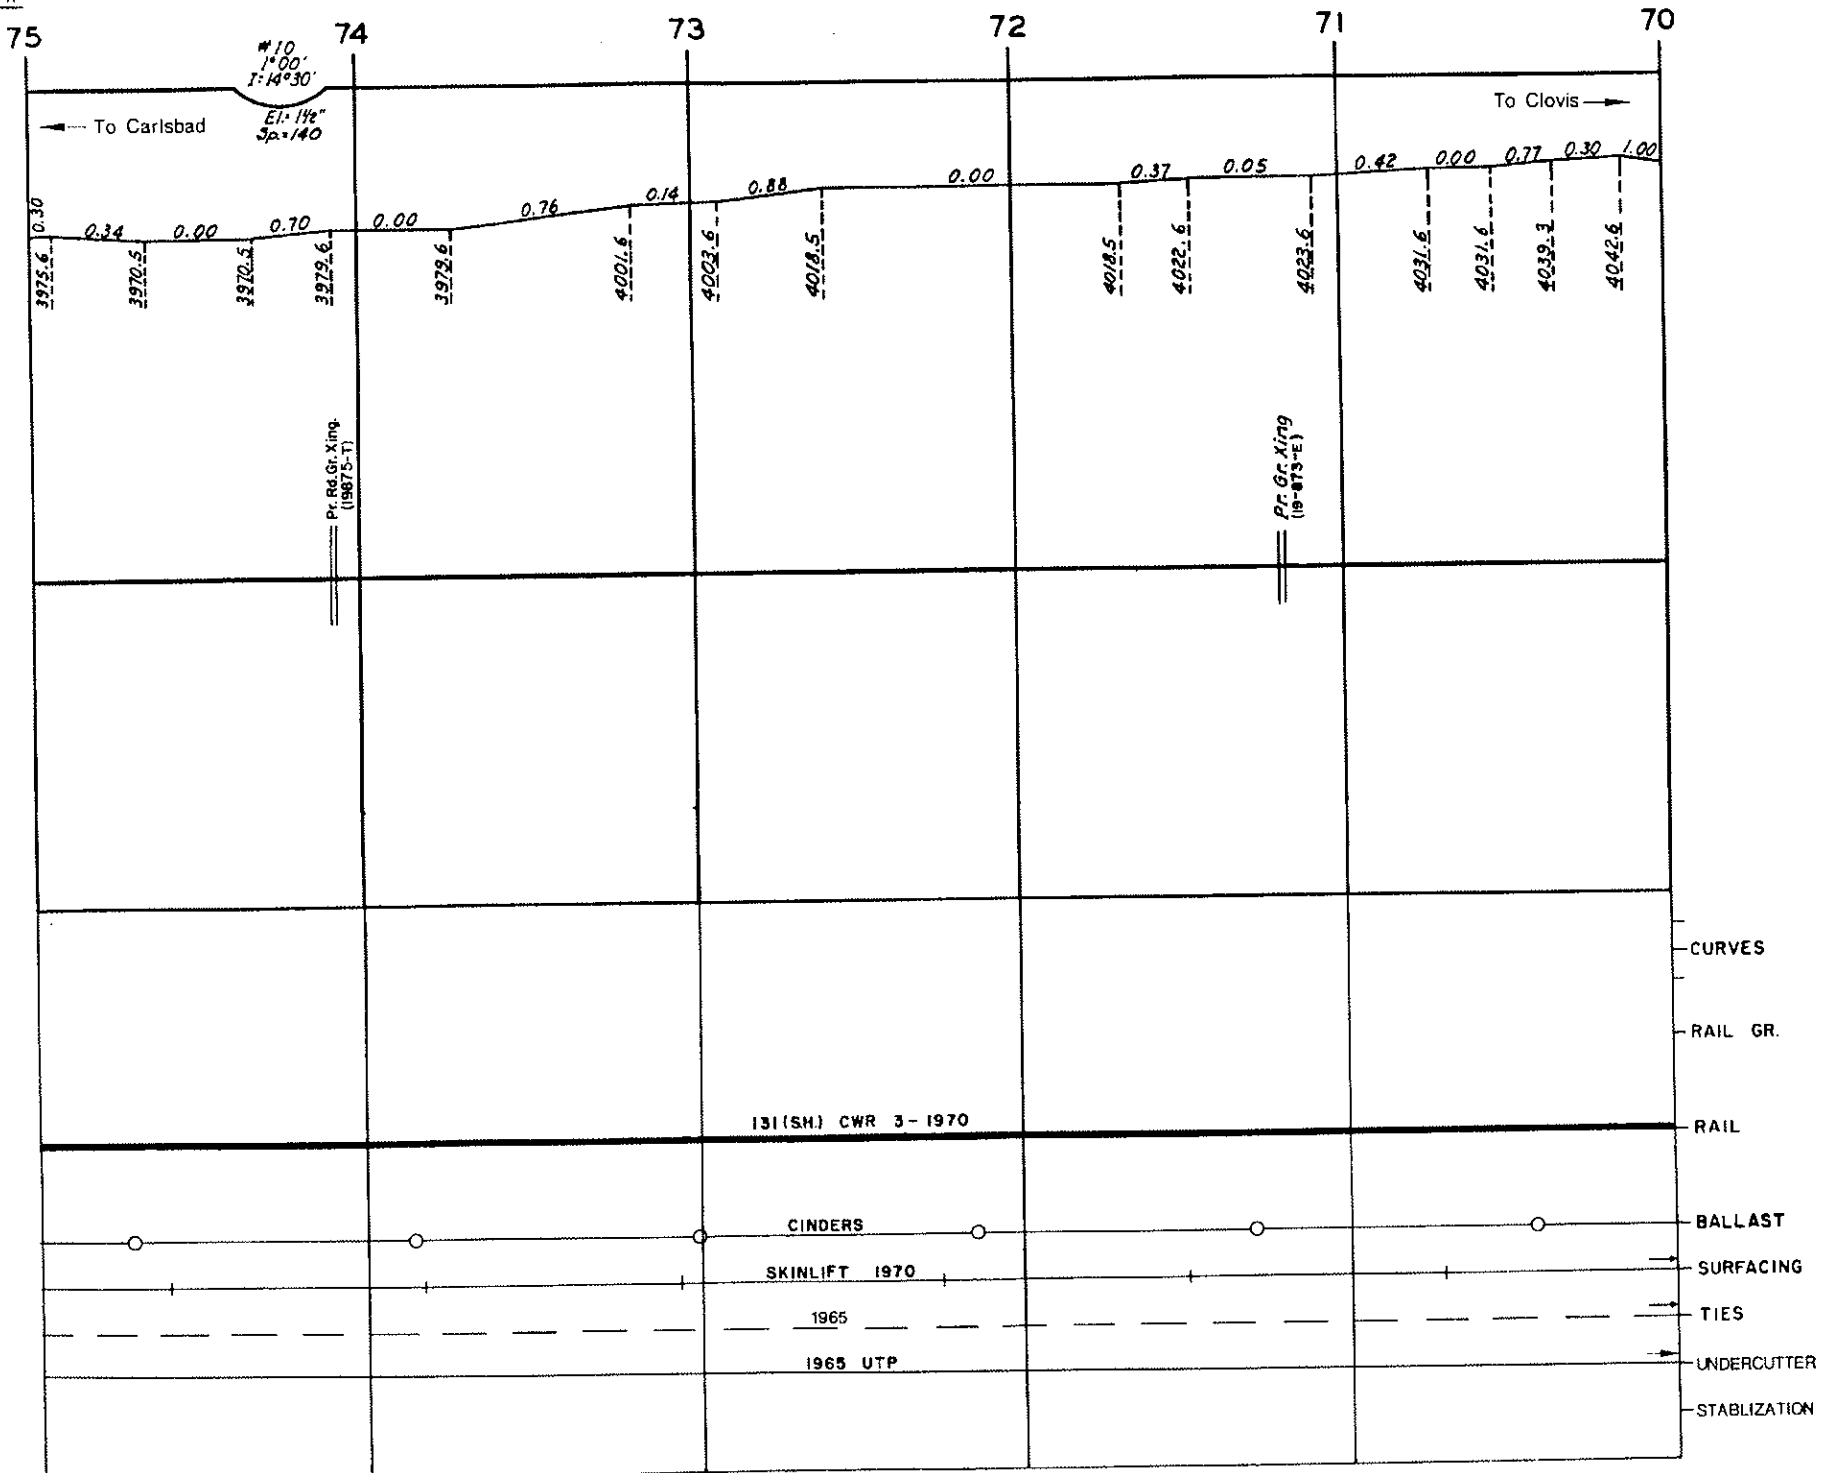 75
74
73
72
71
70
#10
1°00'
I=14°30'
El.= 1½"
Sp.=140
To Carlsbad
To Clovis
0.30
0.34
0.00
0.70
0.00
0.76
0.14
0.88
0.00
0.37
0.05
0.42
0.00
0.77
0.30
1.00
3975.6
3970.5
3970.5
3979.6
3979.6
4001.6
4003.6
4018.5
4018.5
4022.6
4023.6
4031.6
4031.6
4039.3
4042.6
Pr. Rd. Gr. Xing.
(19875-T)
Pr. Gr. Xing
(19-873-E)
CURVES
RAIL GR.
131 (S.H.) CWR 3-1970
RAIL
CINDERS
BALLAST
SKINLIFT 1970
SURFACING
1965
TIES
1965 UTP
UNDERCUTTER
STABLIZATION